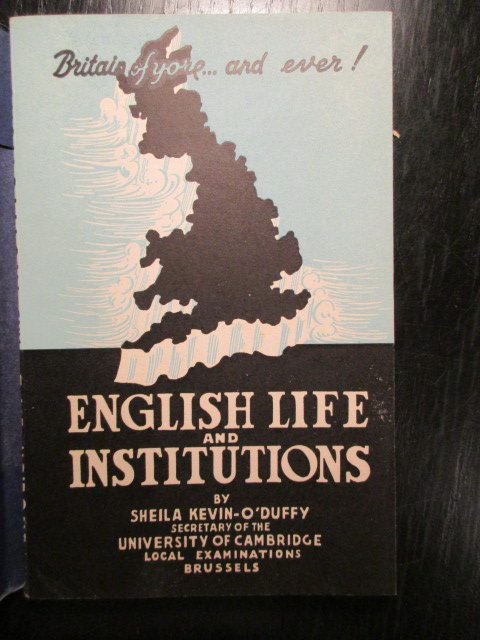 Britain of yore... and ever!
ENGLISH LIFE
AND
INSTITUTIONS
BY
SHEILA KEVIN-O'DUFFY
SECRETARY OF THE
UNIVERSITY OF CAMBRIDGE
LOCAL EXAMINATIONS
BRUSSELS